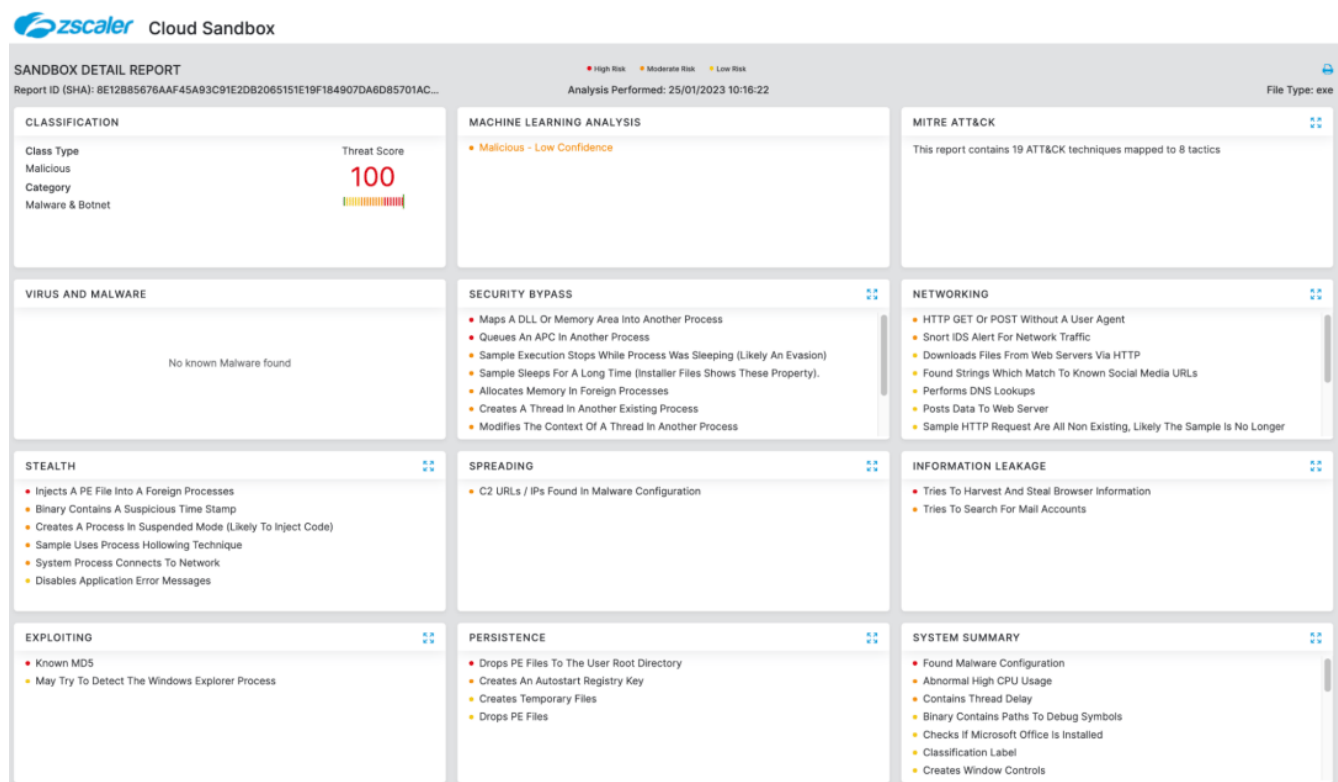 zscaler Cloud Sandbox
SANDBOX DETAIL REPORT
High Risk Moderate Risk Low Risk
Report ID (SHA): 8E12B85676AAF45A93C91E2DB2065151E19F184907DA6D85701AC...
Analysis Performed: 25/01/2023 10:16:22
File Type: exe
CLASSIFICATION
Class Type
Malicious
Category
Malware & Botnet
Threat Score
100
MACHINE LEARNING ANALYSIS
Malicious - Low Confidence
MITRE ATT&CK
This report contains 19 ATT&CK techniques mapped to 8 tactics
VIRUS AND MALWARE
No known Malware found
SECURITY BYPASS
Maps A DLL Or Memory Area Into Another Process
Queues An APC In Another Process
Sample Execution Stops While Process Was Sleeping (Likely An Evasion)
Sample Sleeps For A Long Time (Installer Files Shows These Property).
Allocates Memory In Foreign Processes
Creates A Thread In Another Existing Process
Modifies The Context Of A Thread In Another Process
NETWORKING
HTTP GET Or POST Without A User Agent
Snort IDS Alert For Network Traffic
Downloads Files From Web Servers Via HTTP
Found Strings Which Match To Known Social Media URLs
Performs DNS Lookups
Posts Data To Web Server
Sample HTTP Request Are All Non Existing, Likely The Sample Is No Longer
STEALTH
Injects A PE File Into A Foreign Processes
Binary Contains A Suspicious Time Stamp
Creates A Process In Suspended Mode (Likely To Inject Code)
Sample Uses Process Hollowing Technique
System Process Connects To Network
Disables Application Error Messages
SPREADING
C2 URLs / IPs Found In Malware Configuration
INFORMATION LEAKAGE
Tries To Harvest And Steal Browser Information
Tries To Search For Mail Accounts
EXPLOITING
Known MD5
May Try To Detect The Windows Explorer Process
PERSISTENCE
Drops PE Files To The User Root Directory
Creates An Autostart Registry Key
Creates Temporary Files
Drops PE Files
SYSTEM SUMMARY
Found Malware Configuration
Abnormal High CPU Usage
Contains Thread Delay
Binary Contains Paths To Debug Symbols
Checks If Microsoft Office Is Installed
Classification Label
Creates Window Controls